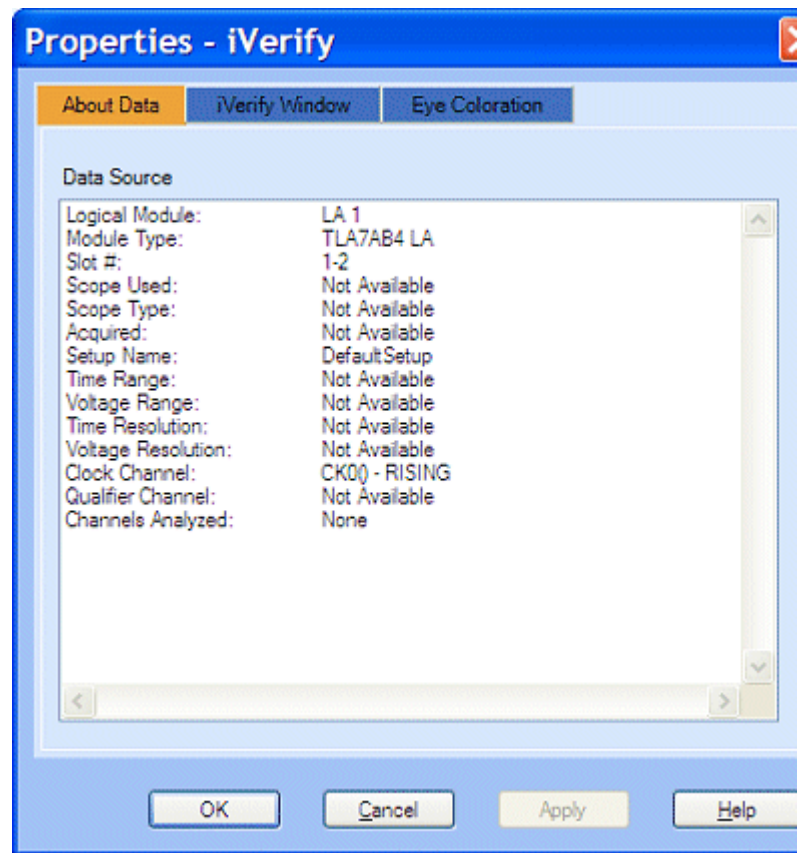 Properties - iVerify
About Data iVerify Window Eye Coloration
Data Source
Logical Module: LA 1
Module Type: TLA7AB4 LA
Slot #: 1-2
Scope Used: Not Available
Scope Type: Not Available
Acquired: Not Available
Setup Name: DefaultSetup
Time Range: Not Available
Voltage Range: Not Available
Time Resolution: Not Available
Voltage Resolution: Not Available
Clock Channel: CK0() - RISING
Qualifier Channel: Not Available
Channels Analyzed: None
OK Cancel Apply Help